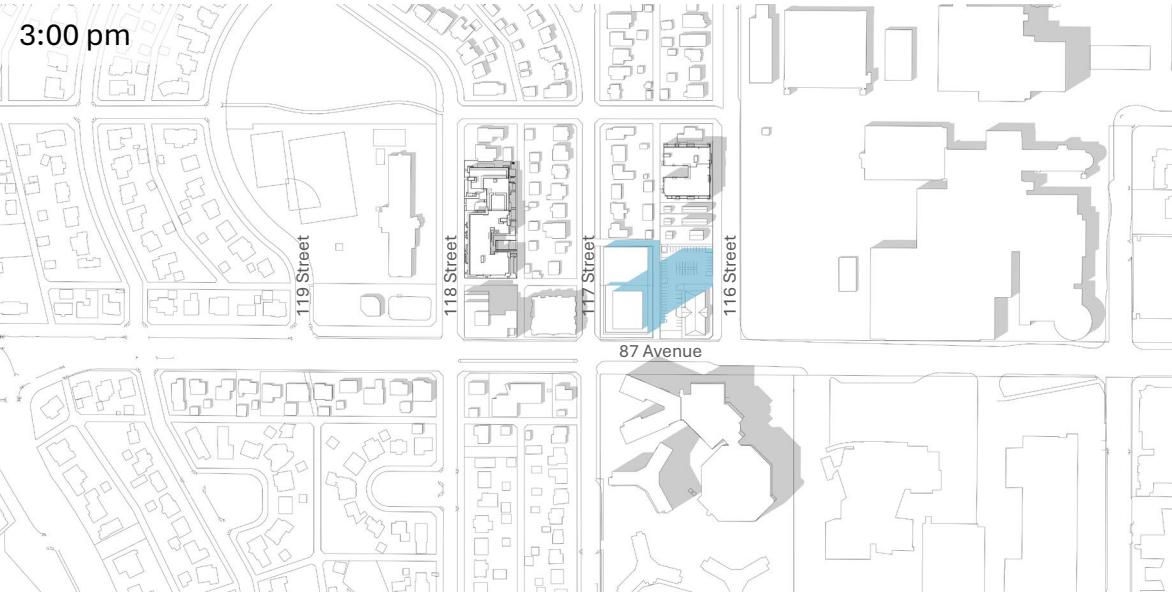 3:00 pm
119 Street
118 Street
117 Street
116 Street
87 Avenue